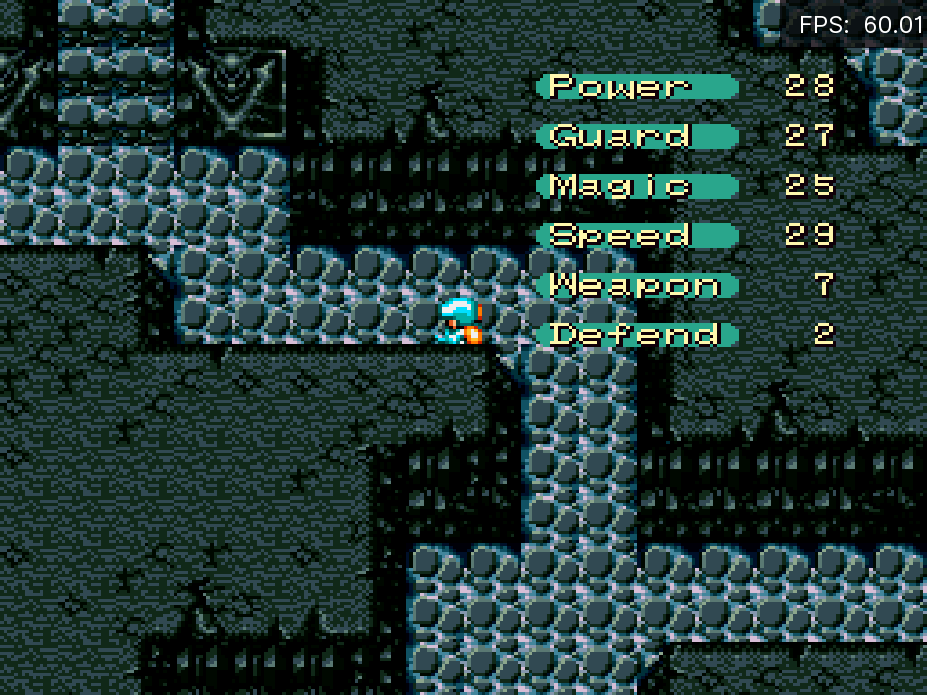 FPS: 60.01
Power 28
Guard 27
Magic 25
Speed 29
Weapon 7
Defend 2